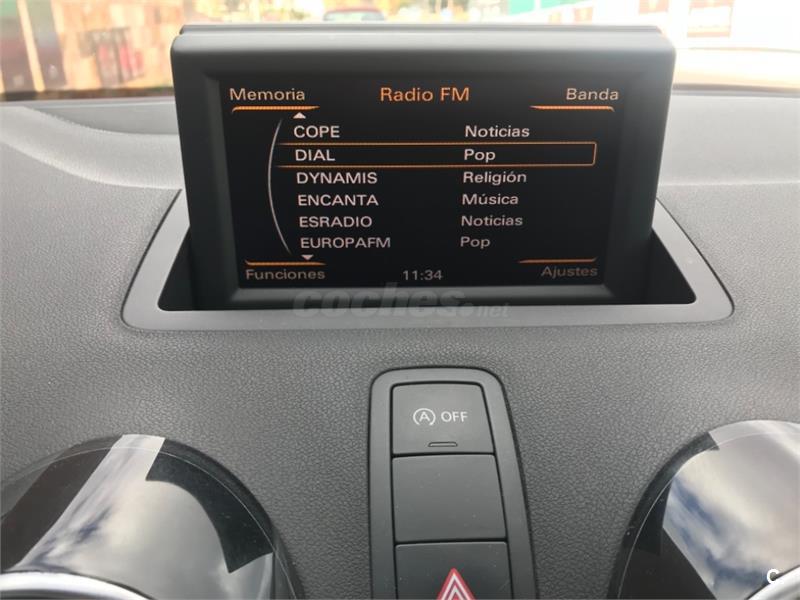 Memoria Radio FM Banda
COPE Noticias
DIAL Pop
DYNAMIS Religión
ENCANTA Música
ESRADIO Noticias
EUROPAFM Pop
Funciones 11:34 Ajustes
coches.net
A OFF
C